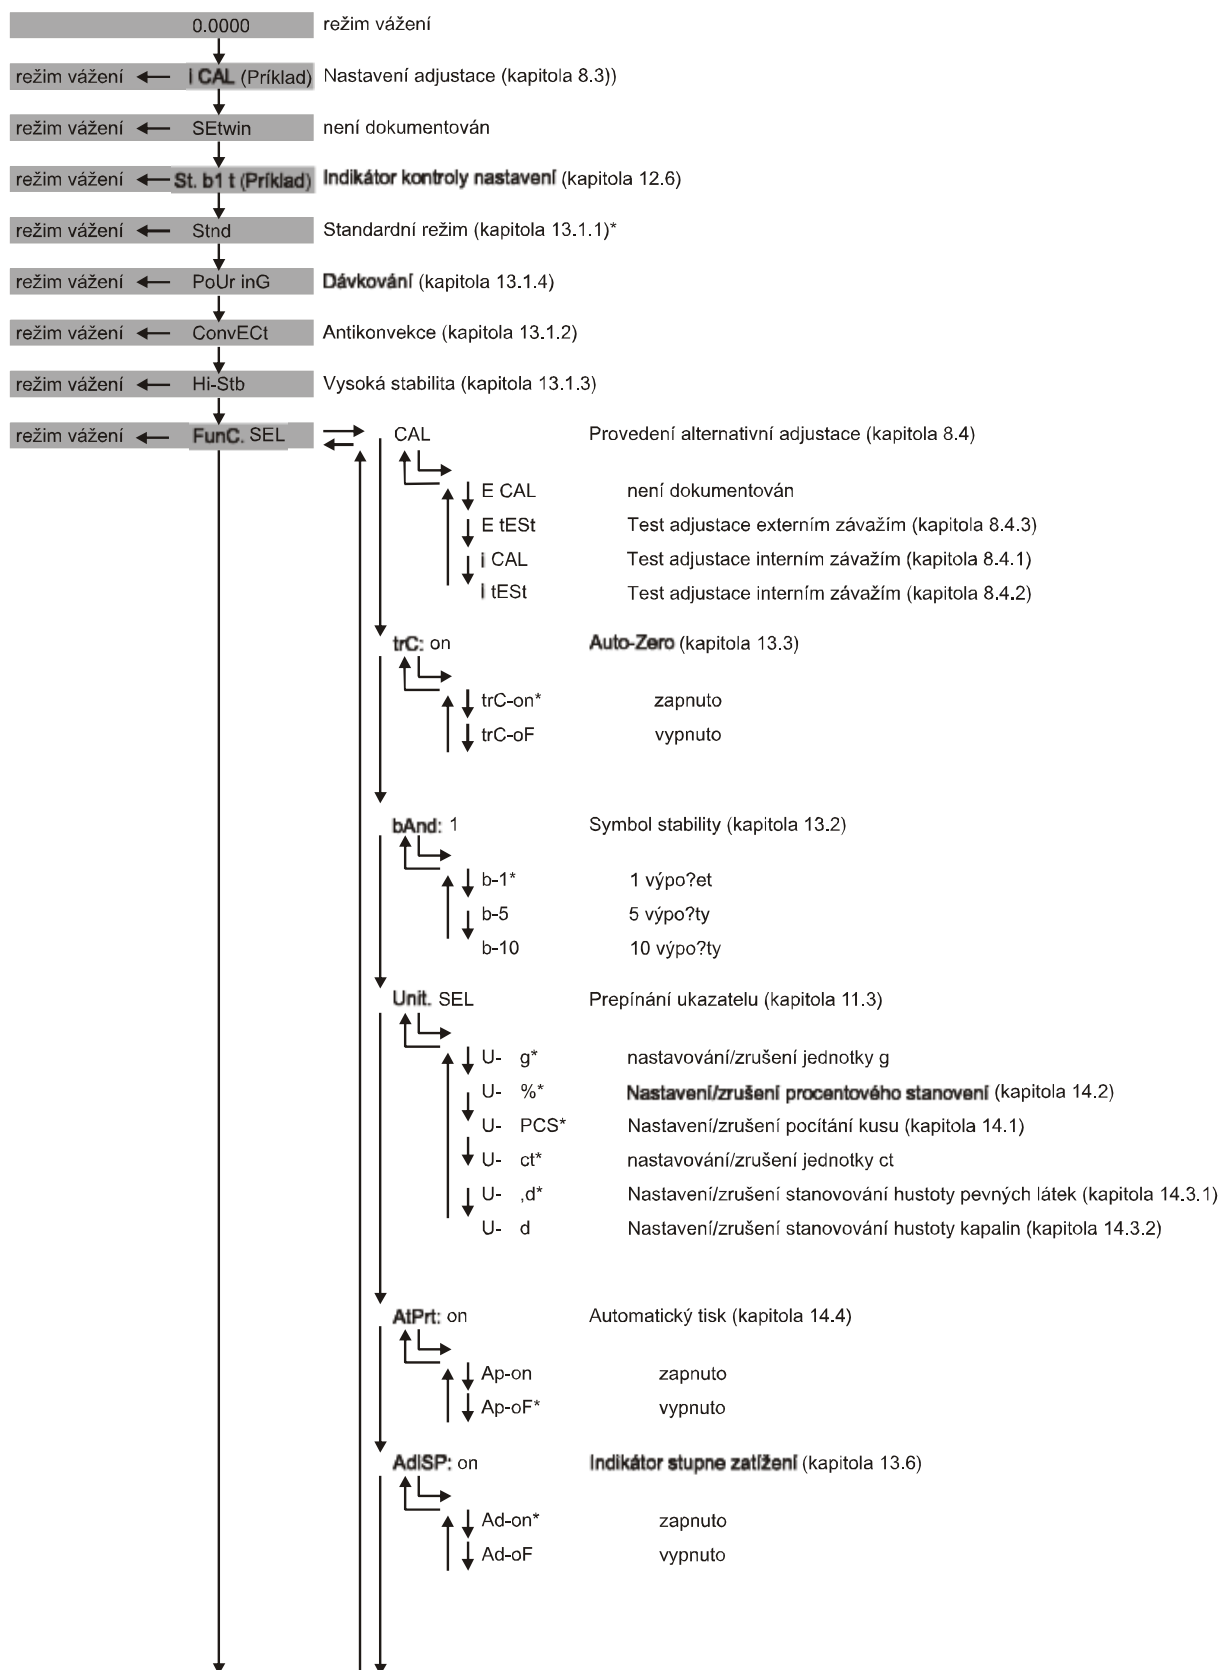 0.0000 režim vážení
režim vážení I CAL (Príklad) Nastavení adjustace (kapitola 8.3))
režim vážení SEtwin není dokumentován
režim vážení St. b1 t (Príklad) Indikátor kontroly nastavení (kapitola 12.6)
režim vážení Stnd Standardní režim (kapitola 13.1.1)*
režim vážení PoUr inG Dávkování (kapitola 13.1.4)
režim vážení ConvECt Antikonvekce (kapitola 13.1.2)
režim vážení Hi-Stb Vysoká stabilita (kapitola 13.1.3)
režim vážení FunC. SEL CAL Provedení alternativní adjustace (kapitola 8.4)
E CAL není dokumentován
E tESt Test adjustace externím závažím (kapitola 8.4.3)
i CAL Test adjustace interním závažím (kapitola 8.4.1)
I tESt Test adjustace interním závažím (kapitola 8.4.2)
trC: on Auto-Zero (kapitola 13.3)
trC-on* zapnuto
trC-oF vypnuto
bAnd: 1 Symbol stability (kapitola 13.2)
b-1* 1 výpo?et
b-5 5 výpo?ty
b-10 10 výpo?ty
Unit. SEL Prepínání ukazatelu (kapitola 11.3)
U- g* nastavování/zrušení jednotky g
U- %* Nastavení/zrušení procentového stanovení (kapitola 14.2)
U- PCS* Nastavení/zrušení pocítání kusu (kapitola 14.1)
U- ct* nastavování/zrušení jednotky ct
U- ,d* Nastavení/zrušení stanovování hustoty pevných látek (kapitola 14.3.1)
U- d Nastavení/zrušení stanovování hustoty kapalin (kapitola 14.3.2)
AtPrt: on Automatický tisk (kapitola 14.4)
Ap-on zapnuto
Ap-oF* vypnuto
AdISP: on Indikátor stupne zatížení (kapitola 13.6)
Ad-on* zapnuto
Ad-oF vypnuto